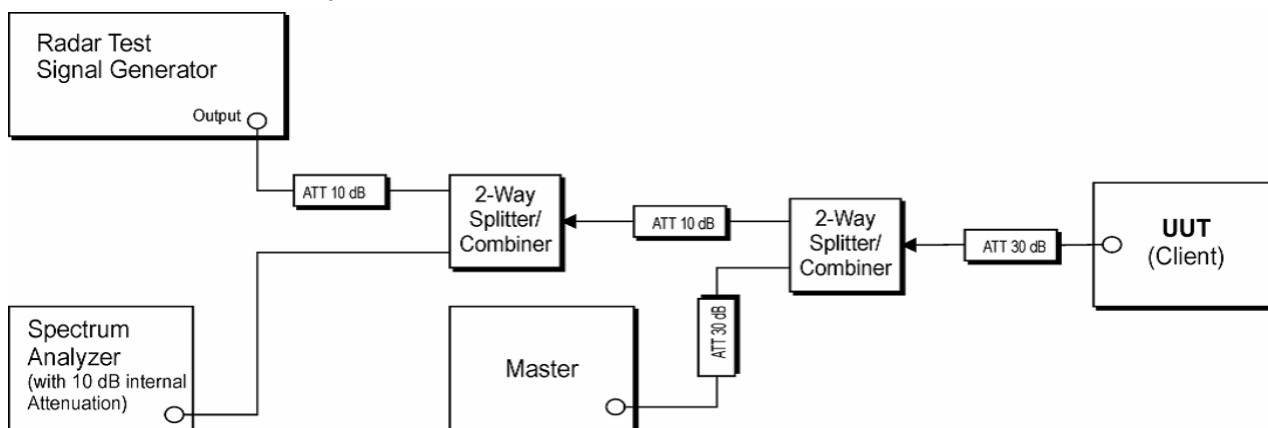 Radar Test
Signal Generator
Output
ATT 10 dB
2-Way
Splitter/
Combiner
ATT 10 dB
2-Way
Splitter/
Combiner
ATT 30 dB
UUT
(Client)
Spectrum
Analyzer
(with 10 dB internal
Attenuation)
Master
ATT 30 dB